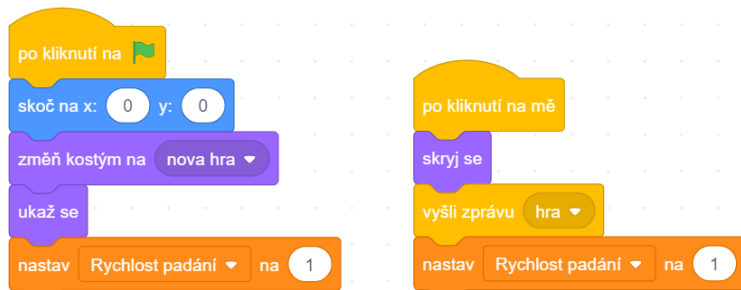 po kliknutí na
skoč na x: 0 y: 0
změň kostým na nova hra
ukaž se
nastav Rychlost padání na 1
po kliknutí na mě
skryj se
vyšli zprávu hra
nastav Rychlost padání na 1